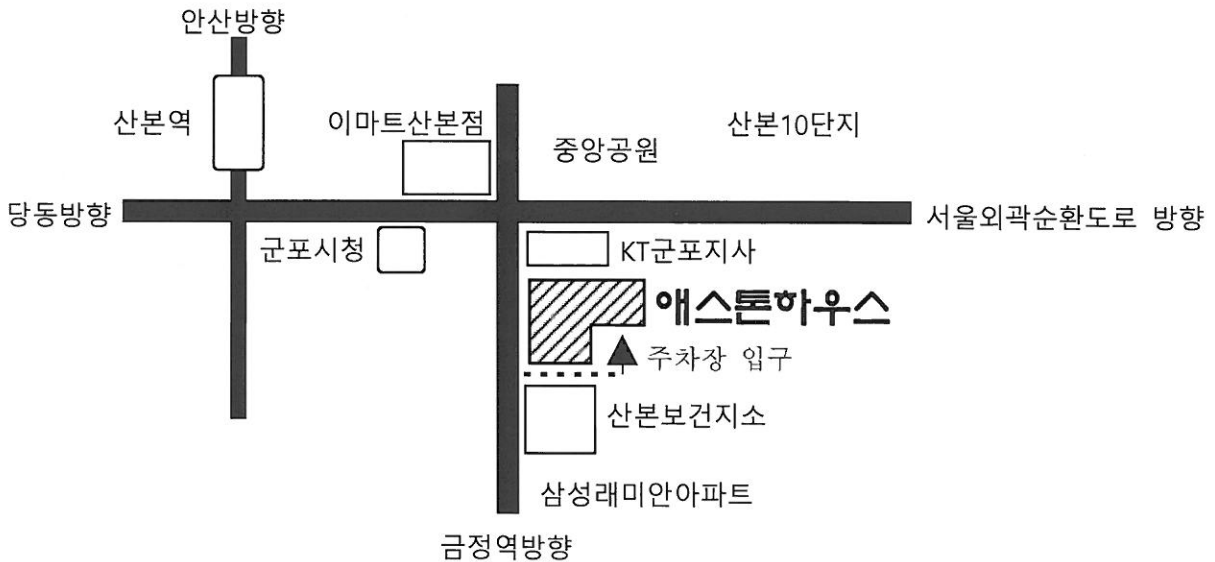 안산방향
산본역
이마트산본점
중앙공원
산본10단지
당동방향
서울외곽순환도로 방향
군포시청
KT군포지사
애스톤하우스
주차장 입구
산본보건지소
삼성래미안아파트
금정역방향